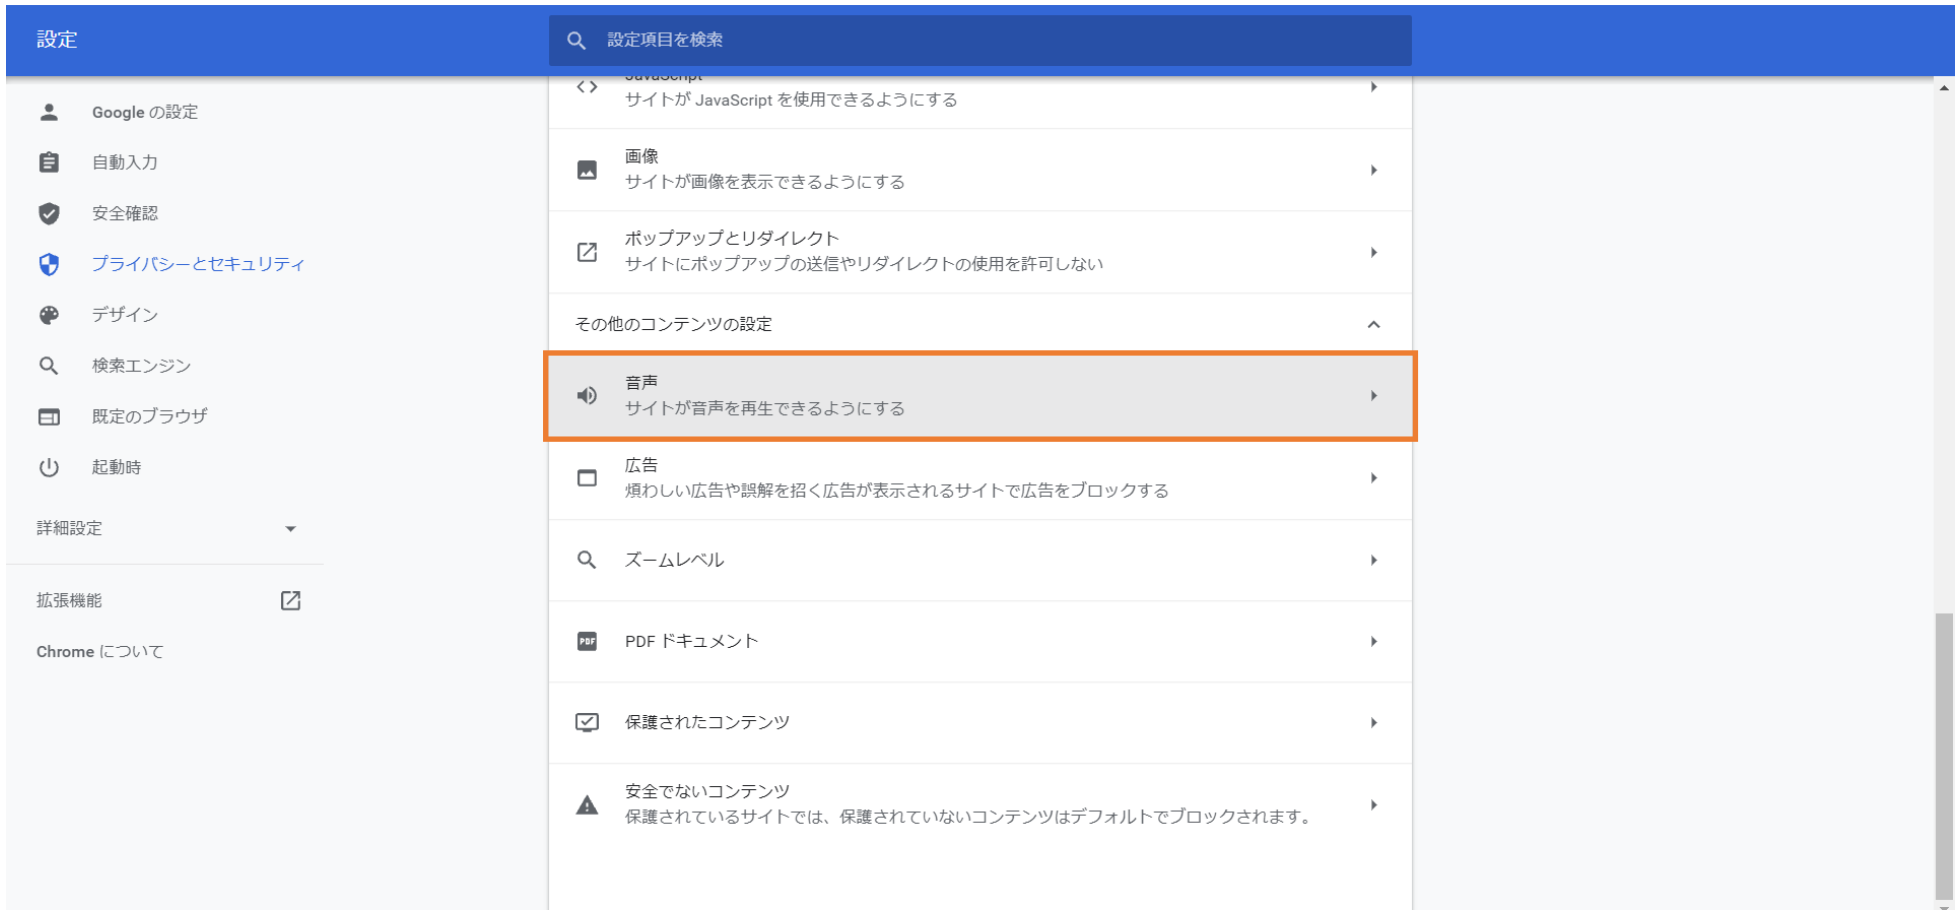 設定
設定項目を検索
Google の設定
自動入力
安全確認
プライバシーとセキュリティ
デザイン
検索エンジン
既定のブラウザ
起動時
詳細設定
拡張機能
Chrome について
JavaScript
サイトが JavaScript を使用できるようにする
画像
サイトが画像を表示できるようにする
ポップアップとリダイレクト
サイトにポップアップの送信やリダイレクトの使用を許可しない
その他のコンテンツの設定
音声
サイトが音声を再生できるようにする
広告
煩わしい広告や誤解を招く広告が表示されるサイトで広告をブロックする
ズームレベル
PDF
PDF ドキュメント
保護されたコンテンツ
安全でないコンテンツ
保護されているサイトでは、保護されていないコンテンツはデフォルトでブロックされます。